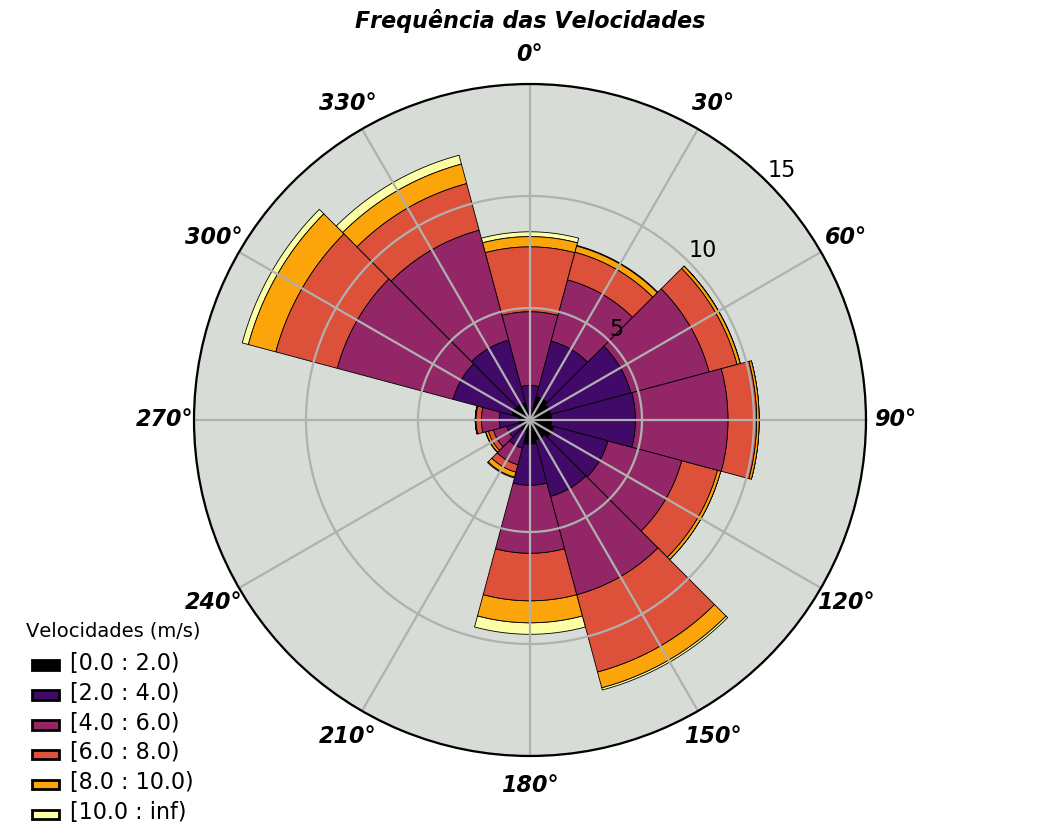 Frequência das Velocidades
0°
330°
30°
15
300°
60°
10
5
270°
90°
240°
120°
210°
150°
180°
Velocidades (m/s)
[0.0 : 2.0)
[2.0 : 4.0)
[4.0 : 6.0)
[6.0 : 8.0)
[8.0 : 10.0)
[10.0 : inf)